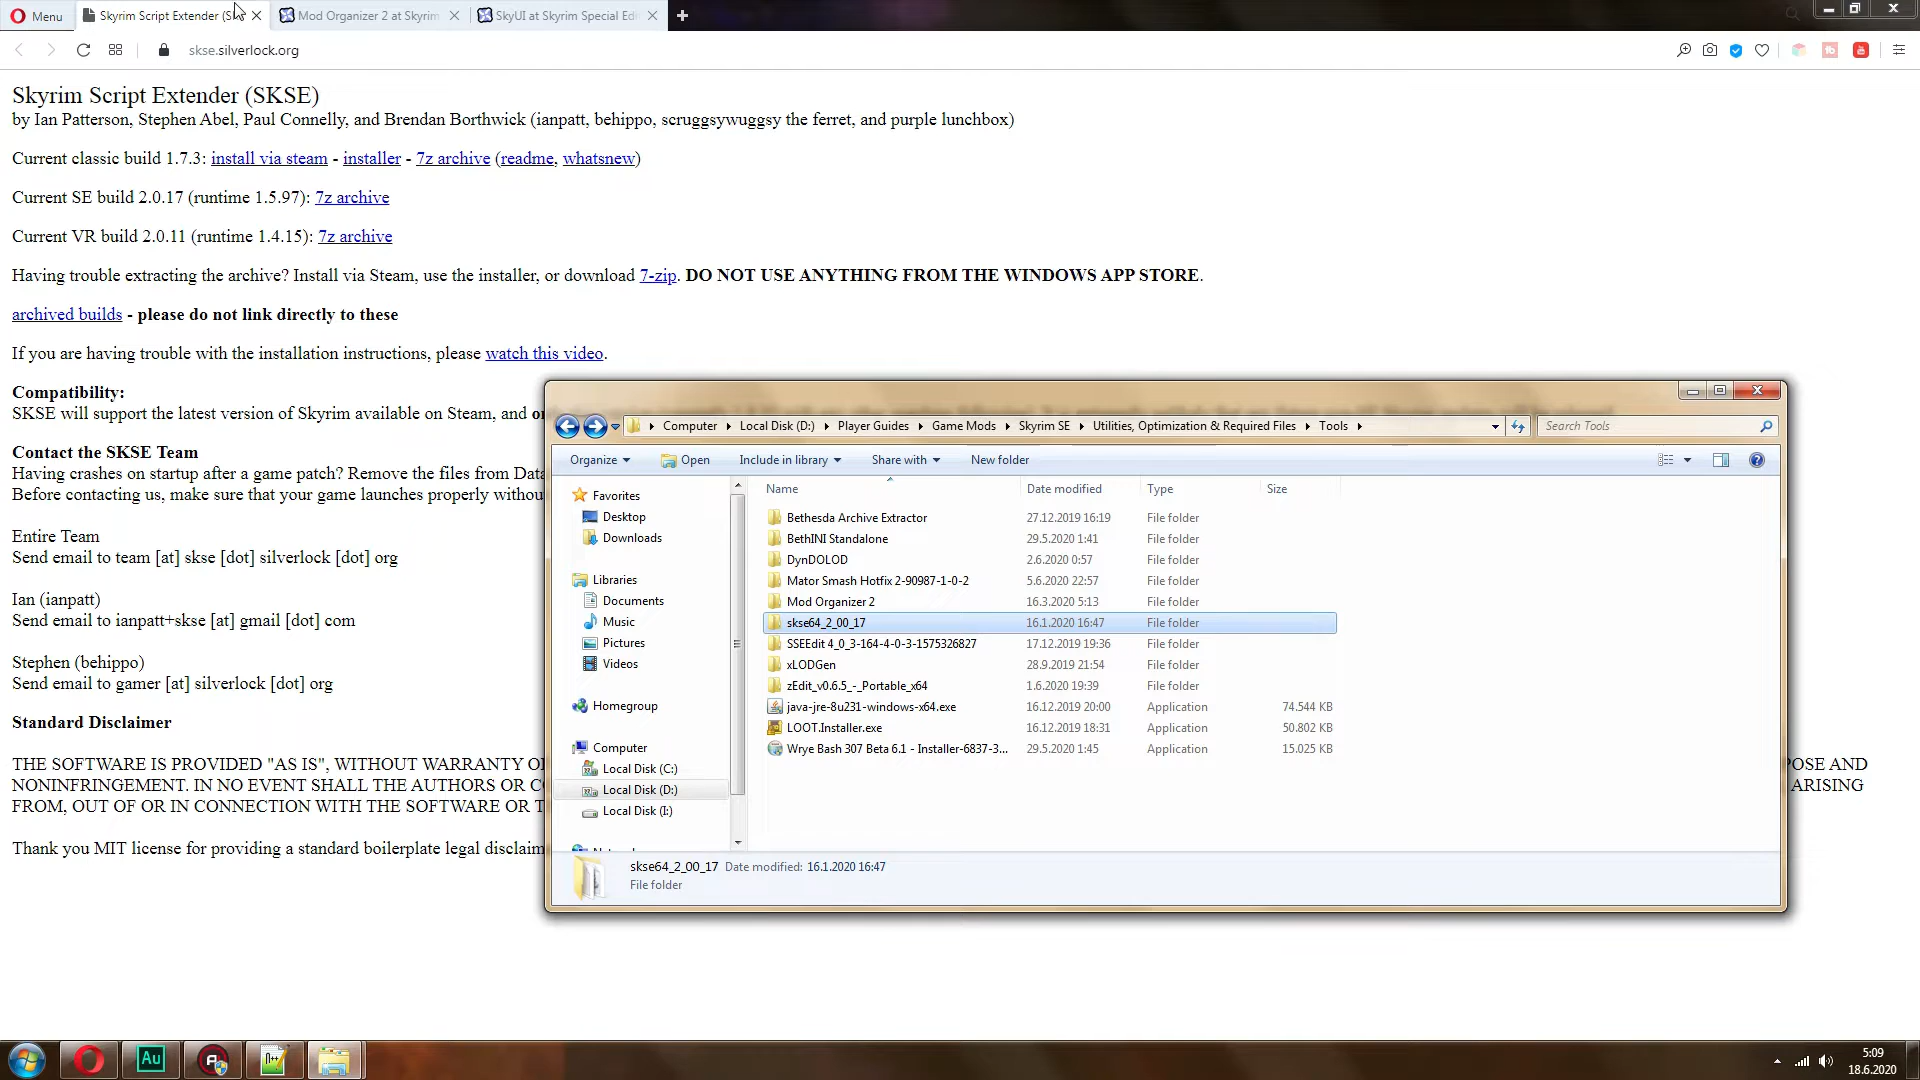 Menu
Skyrim Script Extender (S
Mod Organizer 2 at Skyrim
SkyUI at Skyrim Special Edi
skse.silverlock.org
Skyrim Script Extender (SKSE)
by Ian Patterson, Stephen Abel, Paul Connelly, and Brendan Borthwick (ianpatt, behippo, scruggsywuggsy the ferret, and purple lunchbox)
Current classic build 1.7.3: install via steam - installer - 7z archive (readme, whatsnew)
Current SE build 2.0.17 (runtime 1.5.97): 7z archive
Current VR build 2.0.11 (runtime 1.4.15): 7z archive
Having trouble extracting the archive? Install via Steam, use the installer, or download 7-zip. DO NOT USE ANYTHING FROM THE WINDOWS APP STORE.
archived builds - please do not link directly to these
If you are having trouble with the installation instructions, please watch this video.
Compatibility:
SKSE will support the latest version of Skyrim available on Steam, and
Contact the SKSE Team
Having crashes on startup after a game patch? Remove the files from Data
Before contacting us, make sure that your game launches properly withou
Entire Team
Send email to team [at] skse [dot] silverlock [dot] org
Ian (ianpatt)
Send email to ianpatt+skse [at] gmail [dot] com
Stephen (behippo)
Send email to gamer [at] silverlock [dot] org
Standard Disclaimer
THE SOFTWARE IS PROVIDED "AS IS", WITHOUT WARRANTY O
POSE AND
NONINFRINGEMENT. IN NO EVENT SHALL THE AUTHORS OR C
ARISING
FROM, OUT OF OR IN CONNECTION WITH THE SOFTWARE OR T
Thank you MIT license for providing a standard boilerplate legal disclaim
Computer Local Disk (D:) Player Guides Game Mods Skyrim SE Utilities, Optimization & Required Files Tools
Search Tools
Organize Open Include in library Share with New folder
Favorites
Desktop
Downloads
Libraries
Documents
Music
Pictures
Videos
Homegroup
Computer
Local Disk (C:)
Local Disk (D:)
Local Disk (I:)
Name Date modified Type Size
Bethesda Archive Extractor 27.12.2019 16:19 File folder
BethINI Standalone 29.5.2020 1:41 File folder
DynDOLOD 2.6.2020 0:57 File folder
Mator Smash Hotfix 2-90987-1-0-2 5.6.2020 22:57 File folder
Mod Organizer 2 16.3.2020 5:13 File folder
skse64_2_00_17 16.1.2020 16:47 File folder
SSEEdit 4_0_3-164-4-0-3-1575326827 17.12.2019 19:36 File folder
xLODGen 28.9.2019 21:54 File folder
zEdit_v0.6.5_-_Portable_x64 1.6.2020 19:39 File folder
java-jre-8u231-windows-x64.exe 16.12.2019 20:00 Application 74.544 KB
LOOT.Installer.exe 16.12.2019 18:31 Application 50.802 KB
Wrye Bash 307 Beta 6.1 - Installer-6837-3... 29.5.2020 1:45 Application 15.025 KB
skse64_2_00_17 Date modified: 16.1.2020 16:47
File folder
Au
5:09
18.6.2020